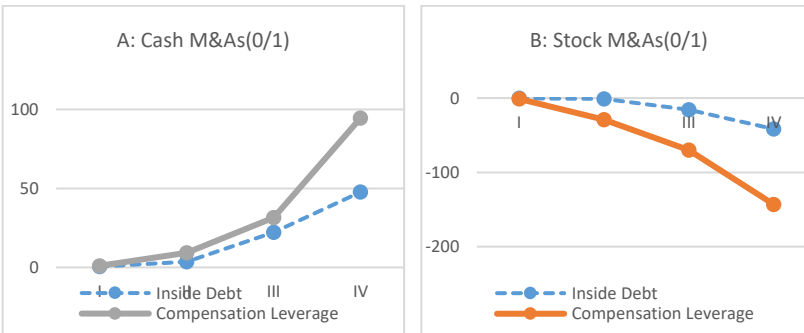 A: Cash M&As(0/1)
100
50
0
I II III IV
Inside Debt
Compensation Leverage
B: Stock M&As(0/1)
0
-100
-200
I III IV
Inside Debt
Compensation Leverage